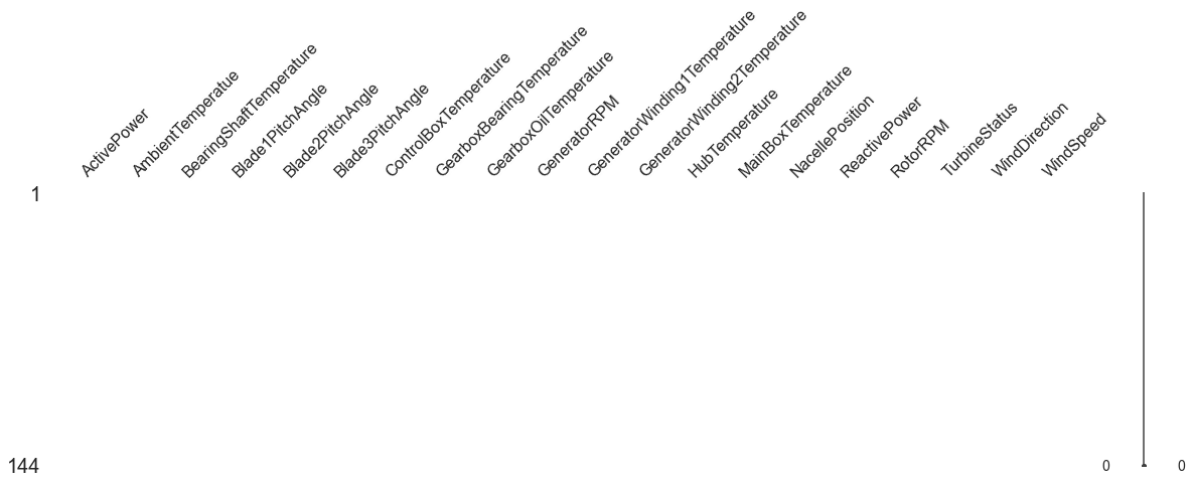 ActivePower
AmbientTemperatue
BearingShaftTemperature
Blade1PitchAngle
Blade2PitchAngle
Blade3PitchAngle
ControlBoxTemperature
GearboxBearingTemperature
GearboxOilTemperature
GeneratorRPM
GeneratorWinding1Temperature
GeneratorWinding2Temperature
HubTemperature
MainBoxTemperature
NacellePosition
ReactivePower
RotorRPM
TurbineStatus
WindDirection
WindSpeed
1
144
0
0